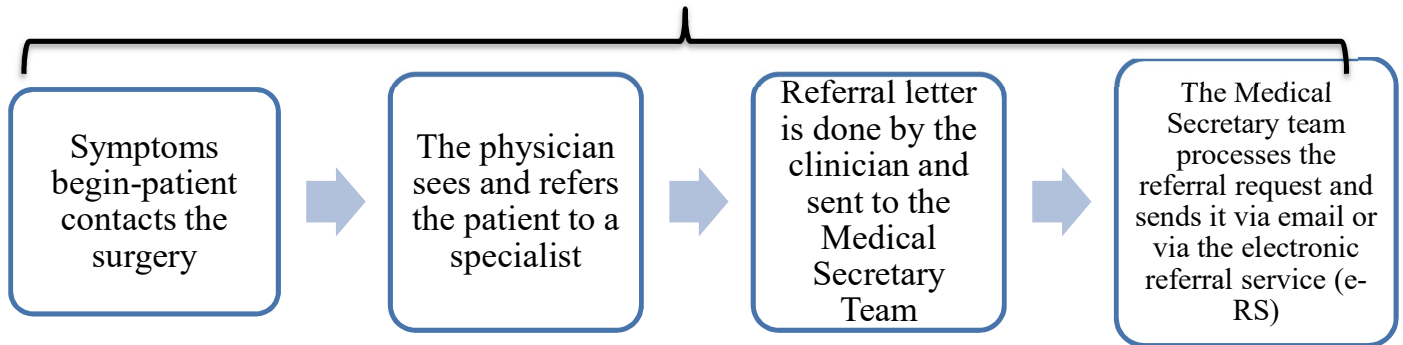 Symptoms
begin-patient
contacts the
surgery
The physician
sees and refers
the patient to a
specialist
Referral letter
is done by the
clinician and
sent to the
Medical
Secretary
Team
The Medical
Secretary team
processes the
referral request and
sends it via email or
via the electronic
referral service (e-
RS)